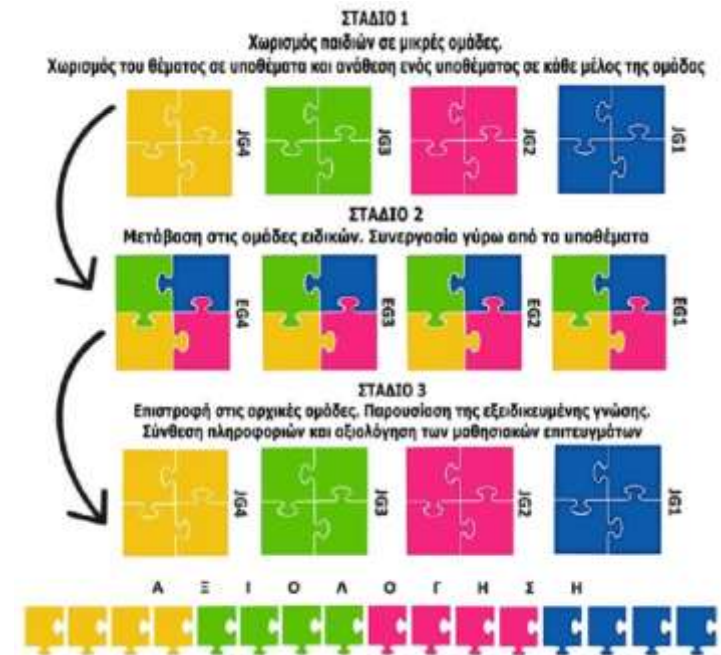 ΣΤΑΔΙΟ 1
Χωρισμός παιδιών σε μικρές ομάδες.
Χωρισμός του θέματος σε υποθέματα και ανάθεση ενός υποθέματος σε κάθε μέλος της ομάδας
JG4 JG3 JG2 JG1
ΣΤΑΔΙΟ 2
Μετάβαση στις ομάδες ειδικών. Συνεργασία γύρω από τα υποθέματα
EG4 EG3 EG2 EG1
ΣΤΑΔΙΟ 3
Επιστροφή στις αρχικές ομάδες. Παρουσίαση της εξειδικευμένης γνώσης.
Σύνθεση πληροφοριών και αξιολόγηση των μαθησιακών επιτευγμάτων
JG4 JG3 JG2 JG1
Α Ξ Ι Ο Λ Ο Γ Η Σ Η